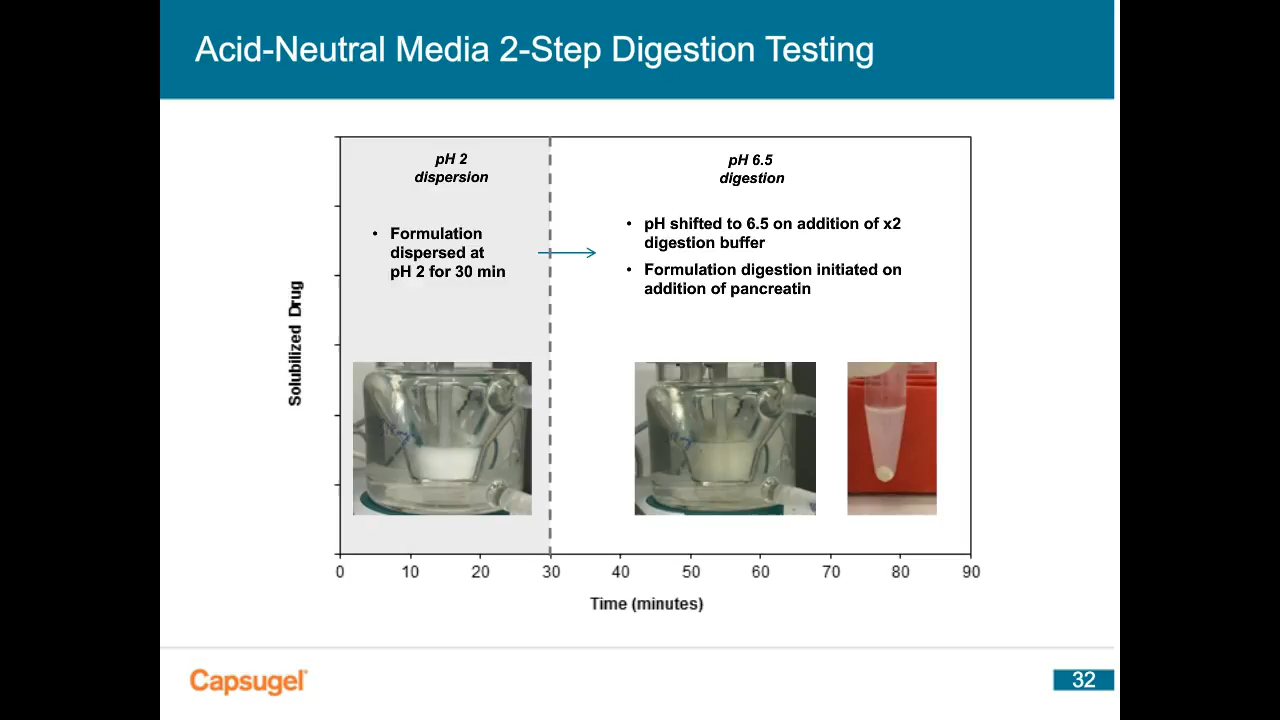 Acid-Neutral Media 2-Step Digestion Testing
pH 2
dispersion
• Formulation
dispersed at
pH 2 for 30 min
pH 6.5
digestion
• pH shifted to 6.5 on addition of x2
digestion buffer
• Formulation digestion initiated on
addition of pancreatin
Solubilized Drug
0 10 20 30 40 50 60 70 80 90
Time (minutes)
Capsugel
32